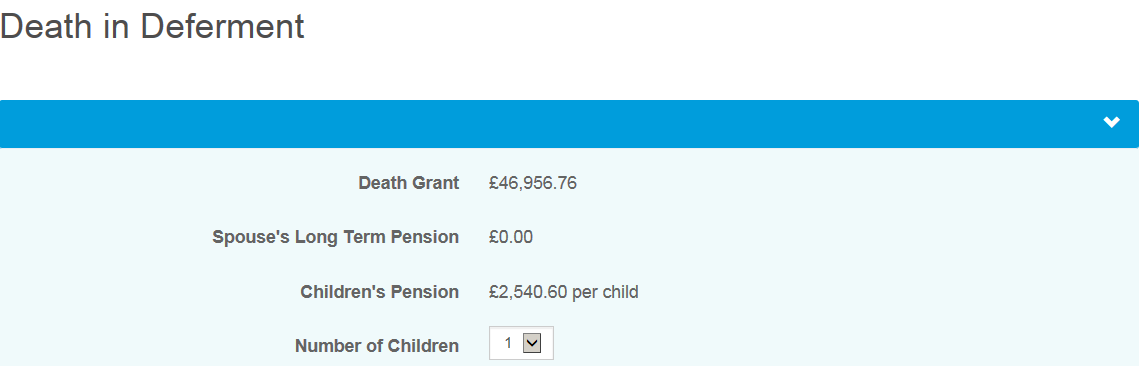 Death in Deferment
Death Grant £46,956.76
Spouse's Long Term Pension £0.00
Children's Pension £2,540.60 per child
Number of Children 1